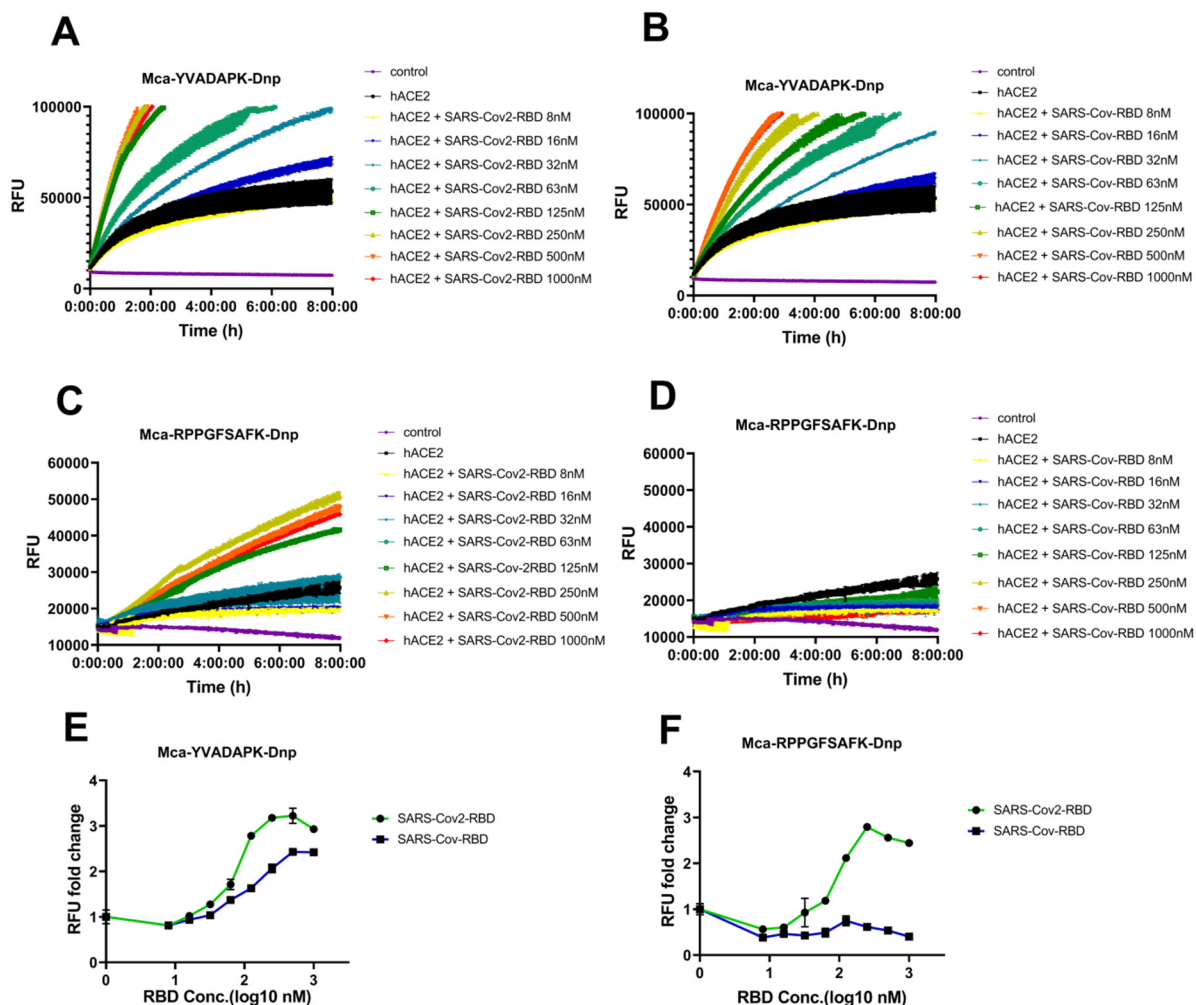 A
Mca-YVADAPK-Dnp
RFU
100000
50000
0
0:00:00 2:00:00 4:00:00 6:00:00 8:00:00
Time (h)
control
hACE2
hACE2 + SARS-Cov2-RBD 8nM
hACE2 + SARS-Cov2-RBD 16nM
hACE2 + SARS-Cov2-RBD 32nM
hACE2 + SARS-Cov2-RBD 63nM
hACE2 + SARS-Cov2-RBD 125nM
hACE2 + SARS-Cov2-RBD 250nM
hACE2 + SARS-Cov2-RBD 500nM
hACE2 + SARS-Cov2-RBD 1000nM
B
Mca-YVADAPK-Dnp
RFU
100000
50000
0
0:00:00 2:00:00 4:00:00 6:00:00 8:00:00
Time (h)
control
hACE2
hACE2 + SARS-Cov-RBD 8nM
hACE2 + SARS-Cov-RBD 16nM
hACE2 + SARS-Cov-RBD 32nM
hACE2 + SARS-Cov-RBD 63nM
hACE2 + SARS-Cov-RBD 125nM
hACE2 + SARS-Cov-RBD 250nM
hACE2 + SARS-Cov-RBD 500nM
hACE2 + SARS-Cov-RBD 1000nM
C
Mca-RPPGFSAFK-Dnp
RFU
60000
50000
40000
30000
20000
10000
0:00:00 2:00:00 4:00:00 6:00:00 8:00:00
Time (h)
control
hACE2
hACE2 + SARS-Cov2-RBD 8nM
hACE2 + SARS-Cov2-RBD 16nM
hACE2 + SARS-Cov2-RBD 32nM
hACE2 + SARS-Cov2-RBD 63nM
hACE2 + SARS-Cov-2RBD 125nM
hACE2 + SARS-Cov2-RBD 250nM
hACE2 + SARS-Cov2-RBD 500nM
hACE2 + SARS-Cov2-RBD 1000nM
D
Mca-RPPGFSAFK-Dnp
RFU
60000
50000
40000
30000
20000
10000
0:00:00 2:00:00 4:00:00 6:00:00 8:00:00
Time (h)
control
hACE2
hACE2 + SARS-Cov-RBD 8nM
hACE2 + SARS-Cov-RBD 16nM
hACE2 + SARS-Cov-RBD 32nM
hACE2 + SARS-Cov-RBD 63nM
hACE2 + SARS-Cov-RBD 125nM
hACE2 + SARS-Cov-RBD 250nM
hACE2 + SARS-Cov-RBD 500nM
hACE2 + SARS-Cov-RBD 1000nM
E
Mca-YVADAPK-Dnp
RFU fold change
4
3
2
1
0
0 1 2 3
RBD Conc.(log10 nM)
SARS-Cov2-RBD
SARS-Cov-RBD
F
Mca-RPPGFSAFK-Dnp
RFU fold change
4
3
2
1
0
0 1 2 3
RBD Conc.(log10 nM)
SARS-Cov2-RBD
SARS-Cov-RBD